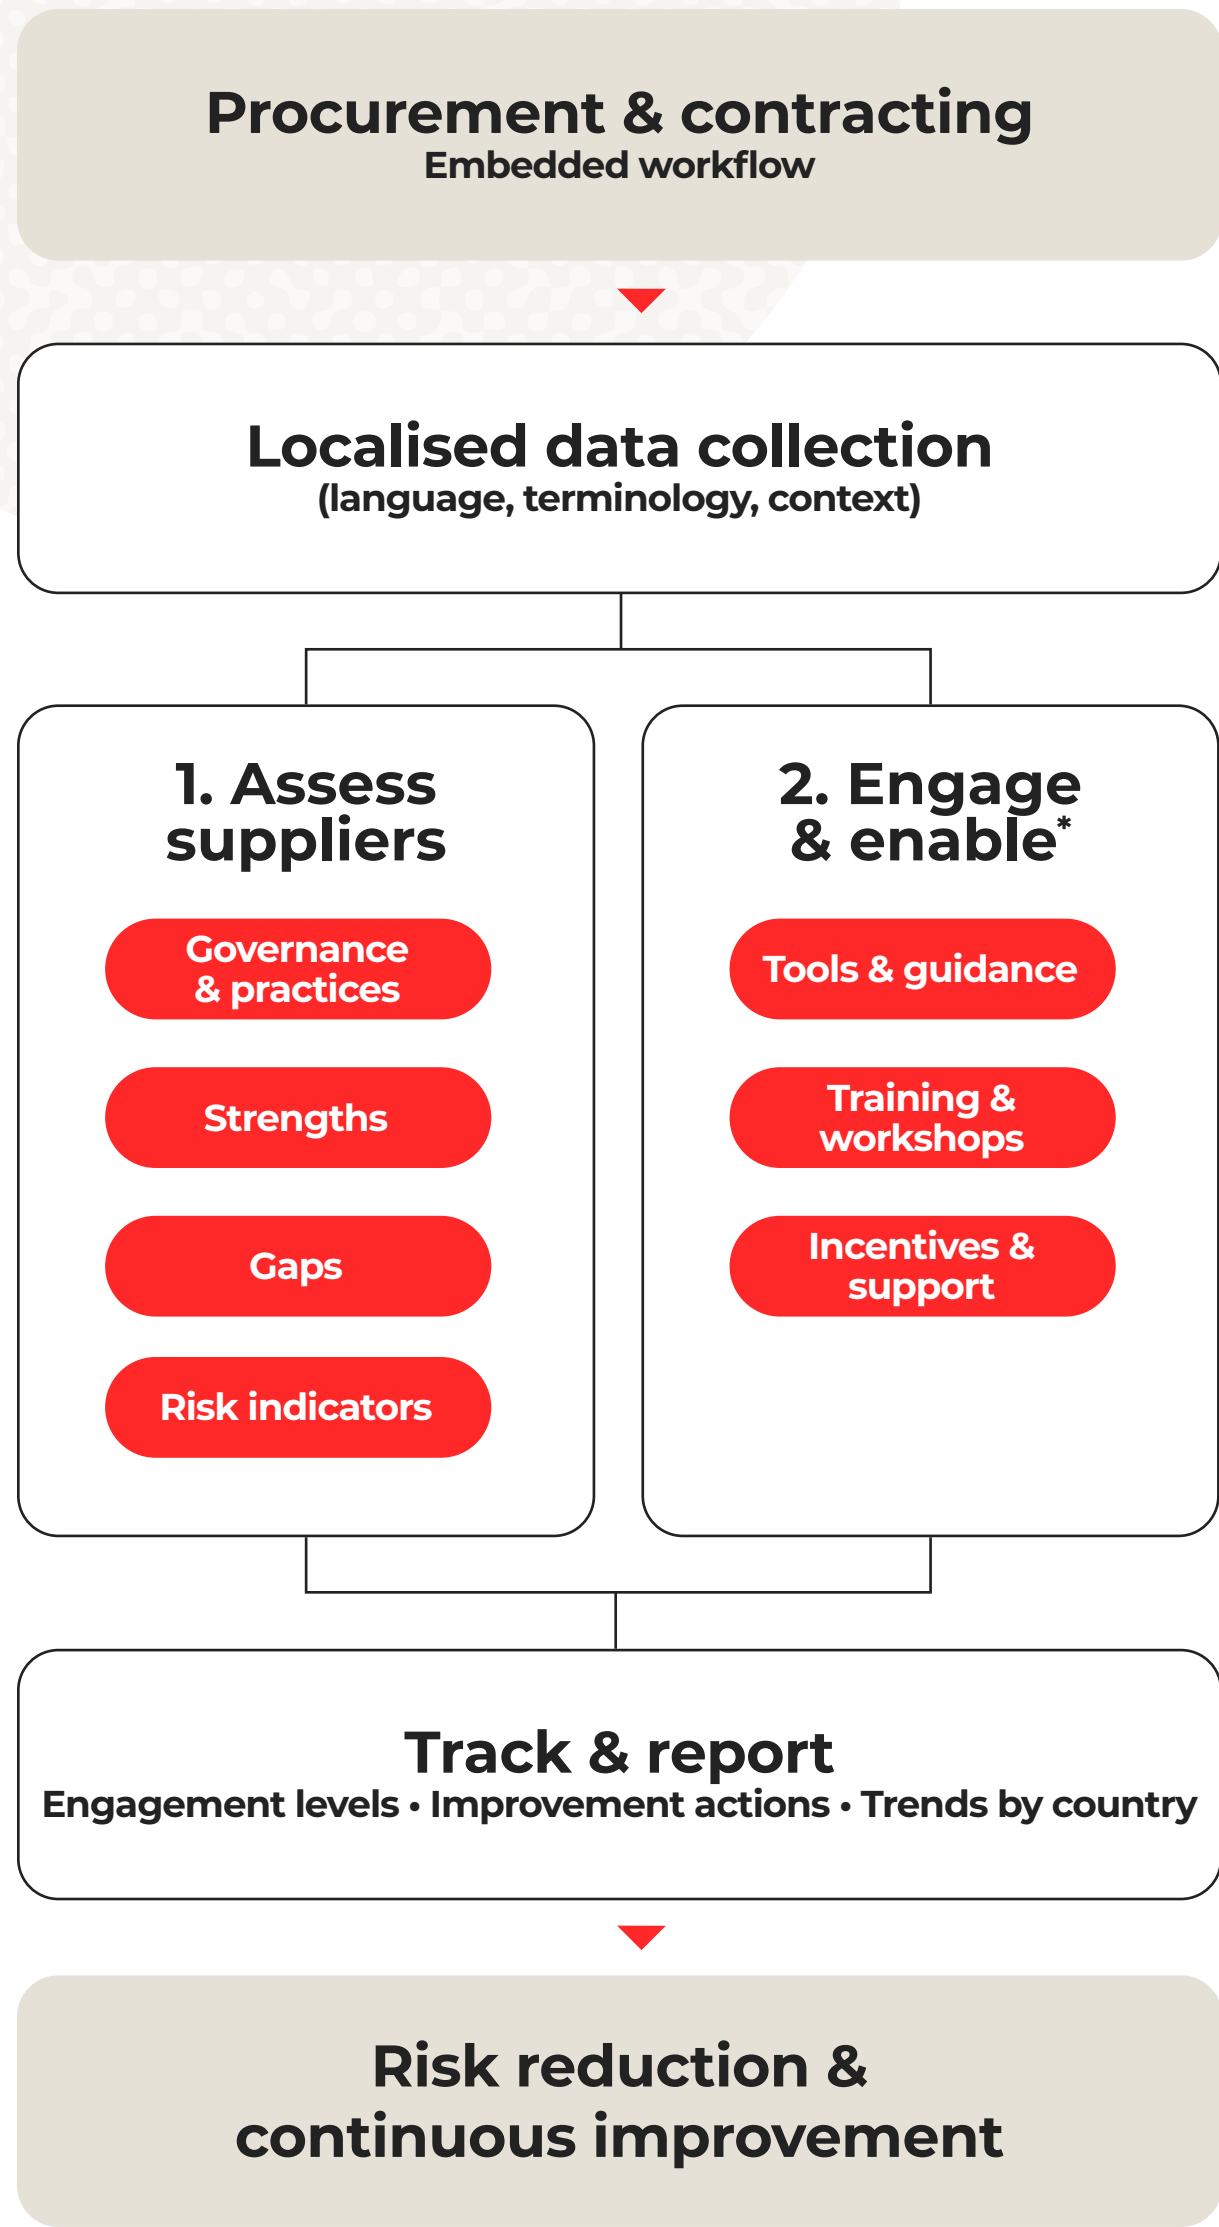 Procurement & contracting
Embedded workflow
Localised data collection
(language, terminology, context)
1. Assess
suppliers
Governance
& practices
Strengths
Gaps
Risk indicators
2. Engage
& enable*
Tools & guidance
Training &
workshops
Incentives &
support
Track & report
Engagement levels • Improvement actions • Trends by country
Risk reduction &
continuous improvement